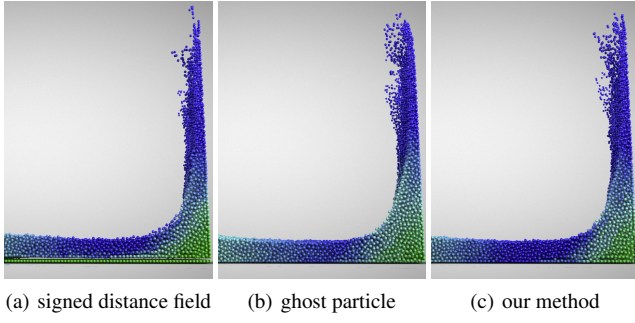 (a) signed distance field
(b) ghost particle
(c) our method